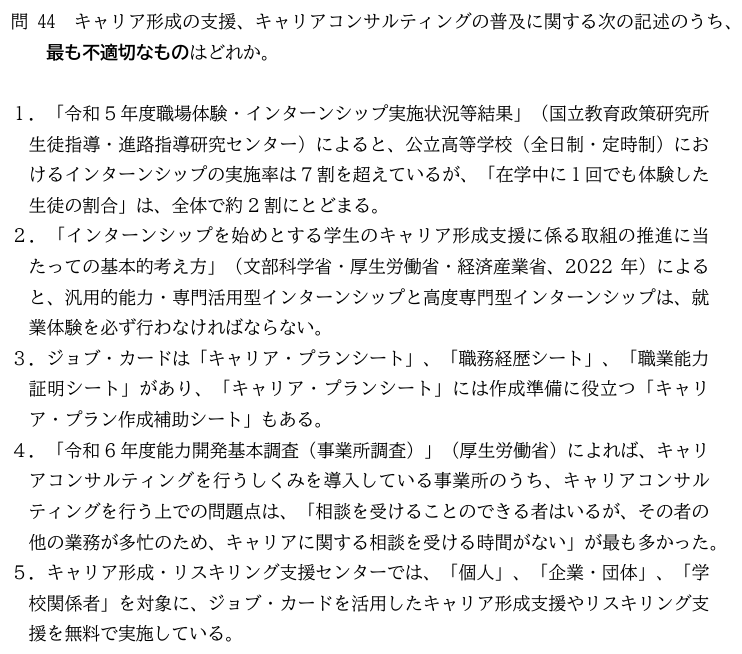 問 44　キャリア形成の支援、キャリアコンサルティングの普及に関する次の記述のうち、
最も不適切なものはどれか。
１．「令和５年度職場体験・インターンシップ実施状況等結果」（国立教育政策研究所
生徒指導・進路指導研究センター）によると、公立高等学校（全日制・定時制）にお
けるインターンシップの実施率は７割を超えているが、「在学中に１回でも体験した
生徒の割合」は、全体で約２割にとどまる。
２．「インターンシップを始めとする学生のキャリア形成支援に係る取組の推進に当
たっての基本的考え方」（文部科学省・厚生労働省・経済産業省、2022 年）による
と、汎用的能力・専門活用型インターンシップと高度専門型インターンシップは、就
業体験を必ず行わなければならない。
３．ジョブ・カードは「キャリア・プランシート」、「職務経歴シート」、「職業能力
証明シート」があり、「キャリア・プランシート」には作成準備に役立つ「キャリ
ア・プラン作成補助シート」もある。
４．「令和６年度能力開発基本調査（事業所調査）」（厚生労働省）によれば、キャリ
アコンサルティングを行うしくみを導入している事業所のうち、キャリアコンサル
ティングを行う上での問題点は、「相談を受けることのできる者はいるが、その者の
他の業務が多忙のため、キャリアに関する相談を受ける時間がない」が最も多かった。
５．キャリア形成・リスキリング支援センターでは、「個人」、「企業・団体」、「学
校関係者」を対象に、ジョブ・カードを活用したキャリア形成支援やリスキリング支
援を無料で実施している。